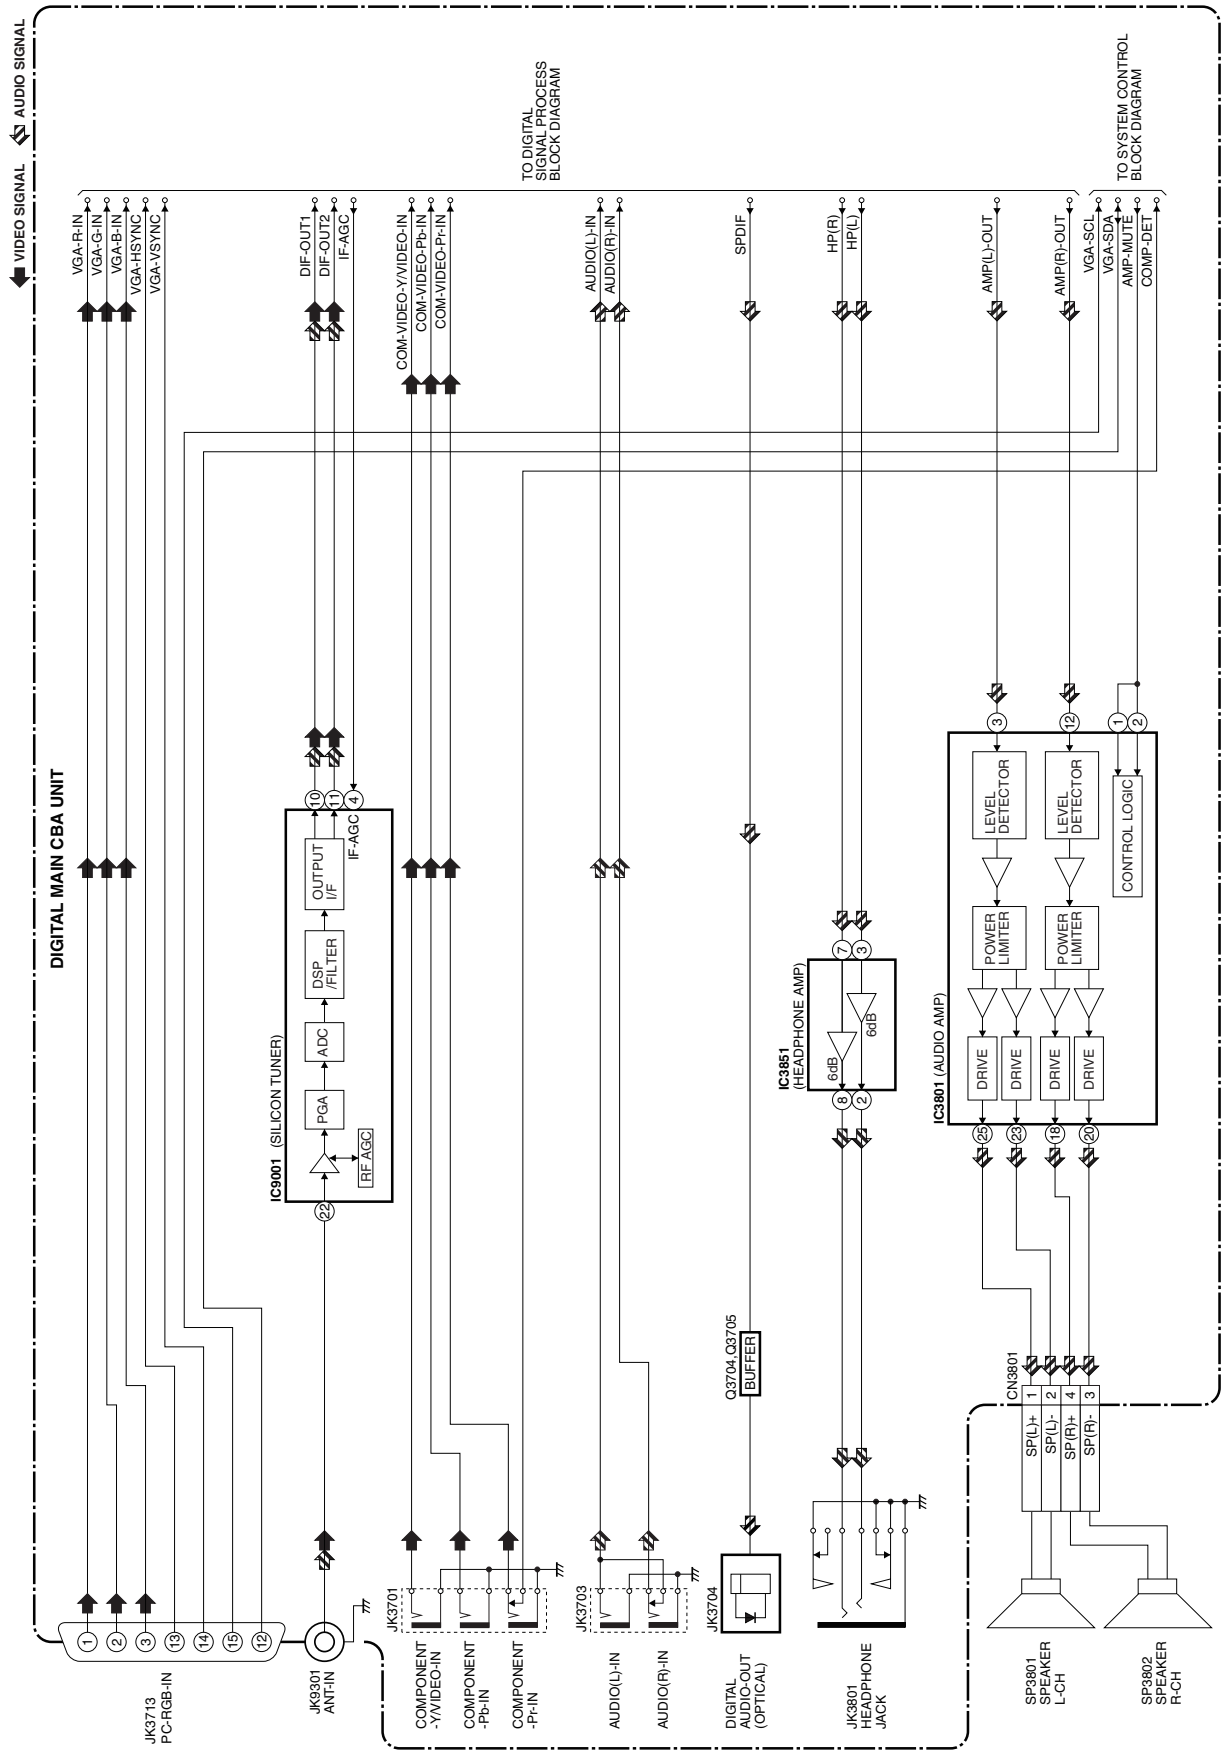 VIDEO SIGNAL
AUDIO SIGNAL
DIGITAL MAIN CBA UNIT
JK3713
PC-RGB-IN
1
2
3
13
14
15
12
VGA-R-IN
VGA-G-IN
VGA-B-IN
VGA-HSYNC
VGA-VSYNC
JK9301
ANT-IN
22
IC9001 (SILICON TUNER)
RF AGC
PGA
ADC
DSP
/FILTER
OUTPUT
I/F
IF-AGC
10
11
4
DIF-OUT1
DIF-OUT2
IF-AGC
JK3701
COMPONENT
-Y/VIDEO-IN
COMPONENT
-Pb-IN
COMPONENT
-Pr-IN
COM-VIDEO-Y/VIDEO-IN
COM-VIDEO-Pb-IN
COM-VIDEO-Pr-IN
TO DIGITAL
SIGNAL PROCESS
BLOCK DIAGRAM
JK3703
AUDIO(L)-IN
AUDIO(R)-IN
AUDIO(L)-IN
AUDIO(R)-IN
JK3704
DIGITAL
AUDIO-OUT
(OPTICAL)
Q3704,Q3705
BUFFER
SPDIF
JK3801
HEADPHONE
JACK
IC3851
(HEADPHONE AMP)
8
2
6dB
6dB
7
3
HP(R)
HP(L)
IC3801 (AUDIO AMP)
25
23
18
20
DRIVE
DRIVE
DRIVE
DRIVE
POWER
LIMITER
POWER
LIMITER
LEVEL
DETECTOR
LEVEL
DETECTOR
CONTROL LOGIC
3
12
1
2
AMP(L)-OUT
AMP(R)-OUT
VGA-SCL
VGA-SDA
AMP-MUTE
COMP-DET
TO SYSTEM CONTROL
BLOCK DIAGRAM
CN3801
SP(L)+ 1
SP(L)- 2
SP(R)+ 4
SP(R)- 3
SP3801
SPEAKER
L-CH
SP3802
SPEAKER
R-CH